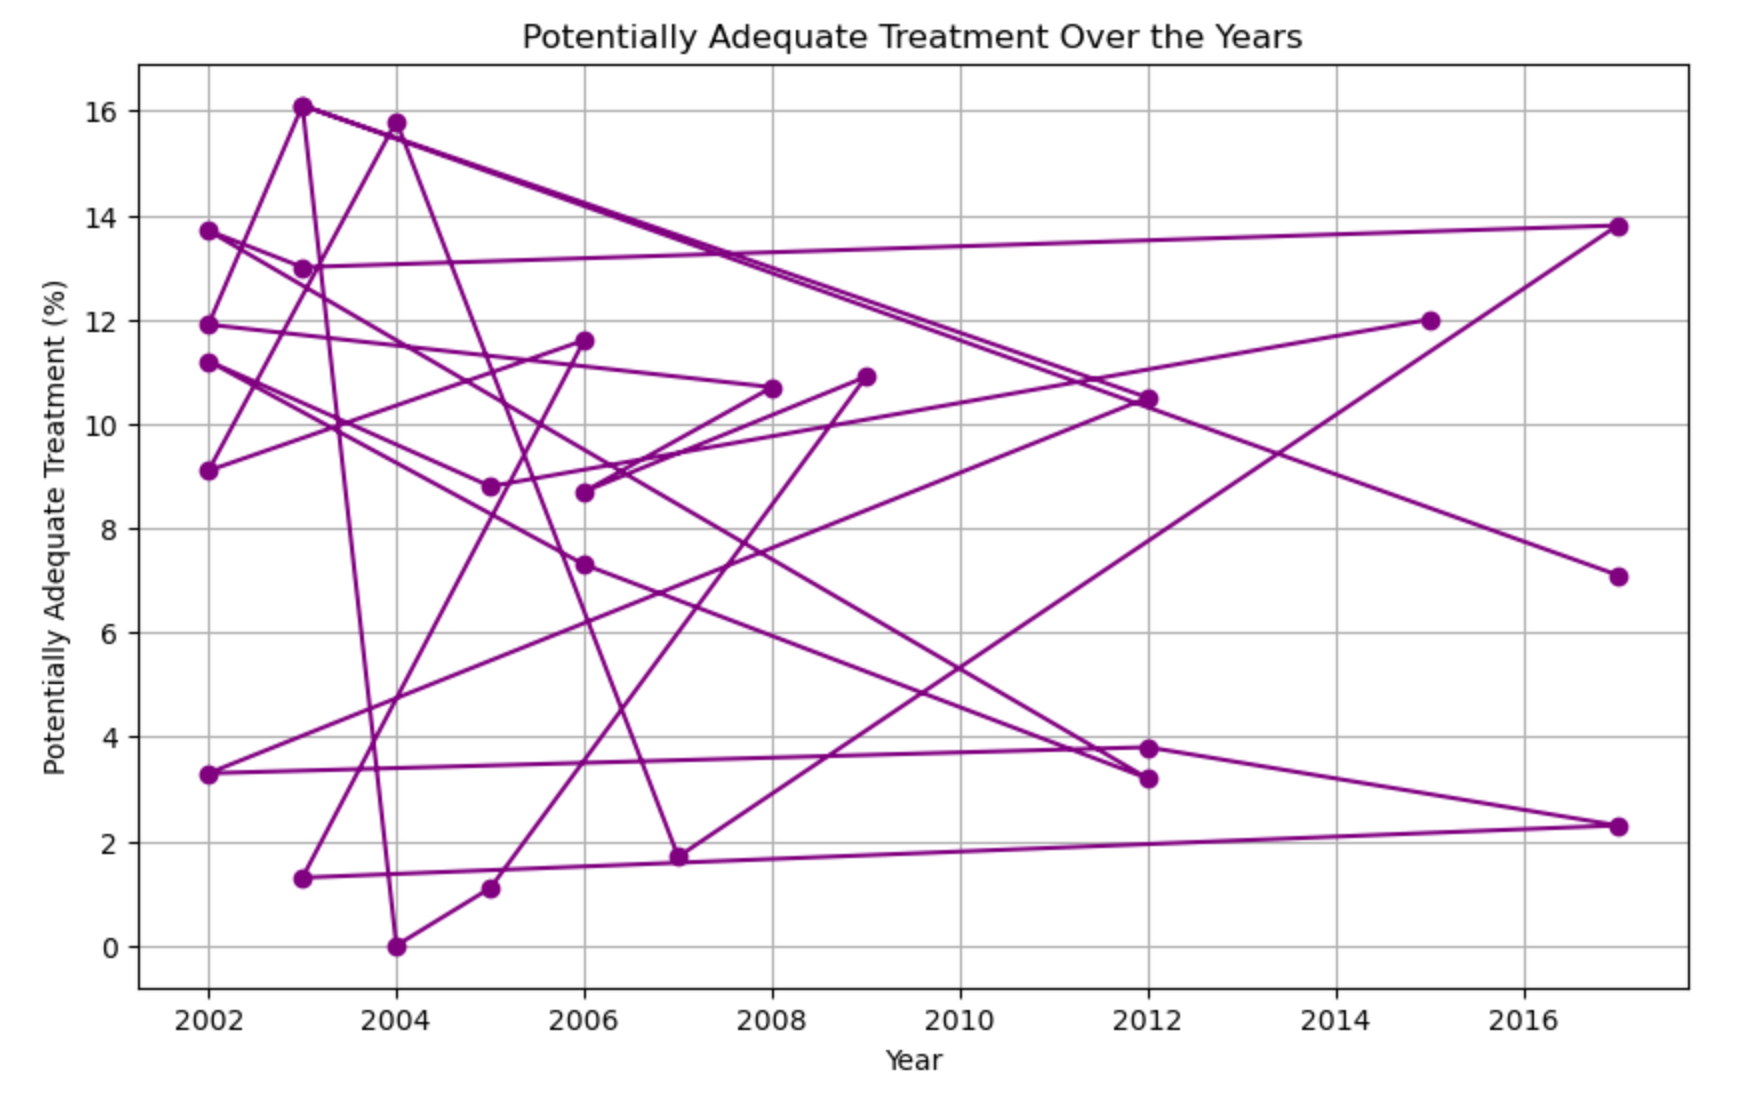 Potentially Adequate Treatment Over the Years
Potentially Adequate Treatment (%)
16
14
12
10
8
6
4
2
0
2002 2004 2006 2008 2010 2012 2014 2016
Year